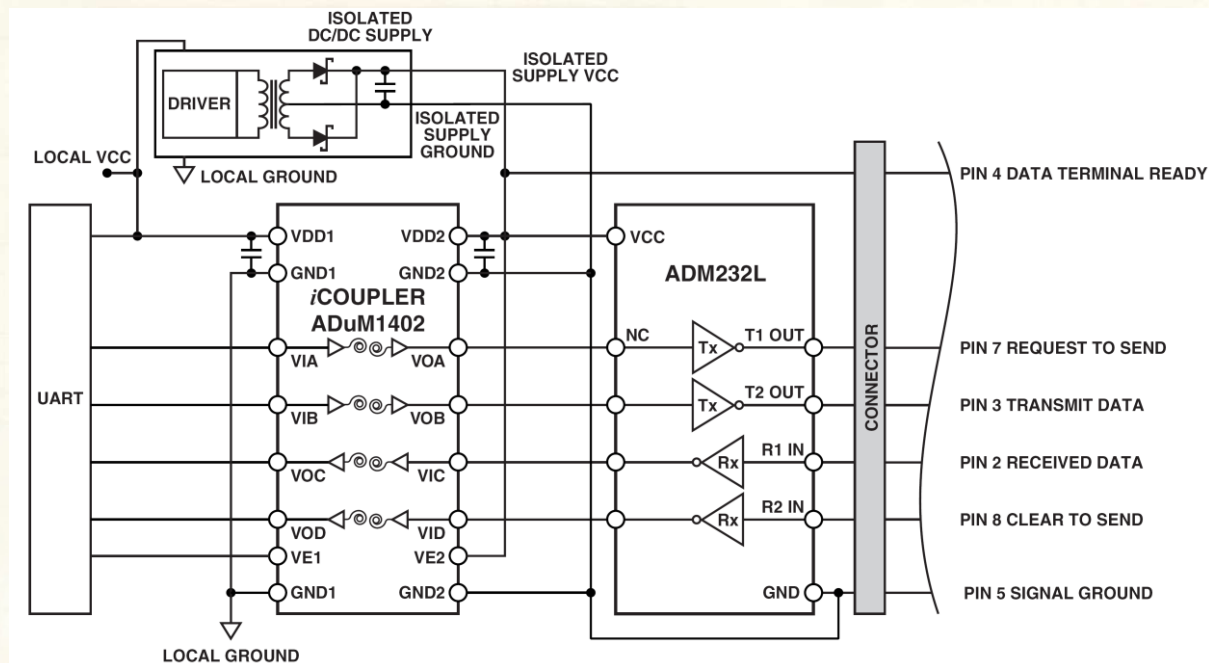 ISOLATED
DC/DC SUPPLY
ISOLATED
SUPPLY VCC
DRIVER
ISOLATED
SUPPLY
GROUND
LOCAL VCC
LOCAL GROUND
PIN 4 DATA TERMINAL READY
VDD1
VDD2
VCC
GND1
GND2
ADM232L
iCOUPLER
ADuM1402
NC
Tx
T1 OUT
VIA
VOA
PIN 7 REQUEST TO SEND
UART
CONNECTOR
Tx
T2 OUT
VIB
VOB
PIN 3 TRANSMIT DATA
Rx
R1 IN
VOC
VIC
PIN 2 RECEIVED DATA
Rx
R2 IN
VOD
VID
PIN 8 CLEAR TO SEND
VE1
VE2
GND1
GND2
GND
PIN 5 SIGNAL GROUND
LOCAL GROUND